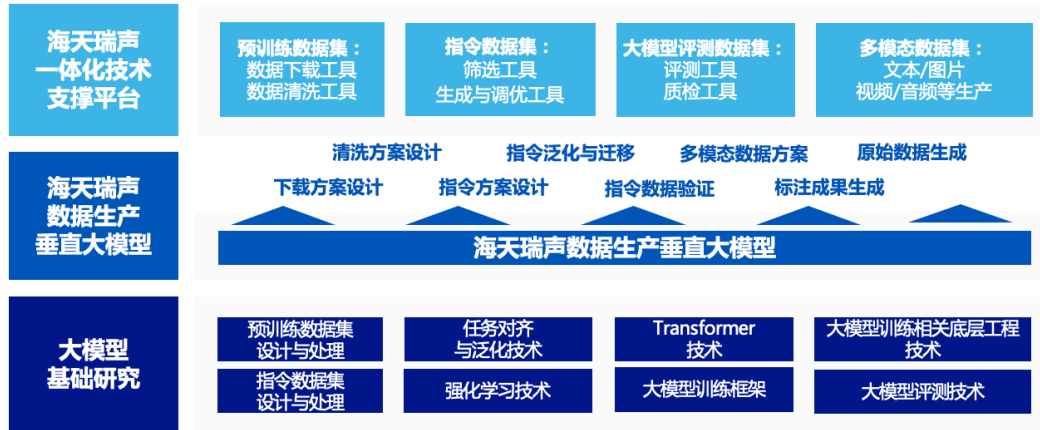 海天瑞声
一体化技术
支撑平台
预训练数据集：
数据下载工具
数据清洗工具
指令数据集：
筛选工具
生成与调优工具
大模型评测数据集：
评测工具
质检工具
多模态数据集：
文本/图片
视频/音频等生产
海天瑞声
数据生产
垂直大模型
清洗方案设计
指令泛化与迁移
多模态数据方案
原始数据生成
下载方案设计
指令方案设计
指令数据验证
标注成果生成
海天瑞声数据生产垂直大模型
大模型
基础研究
预训练数据集
设计与处理
任务对齐
与泛化技术
Transformer
技术
大模型训练相关底层工程
技术
指令数据集
设计与处理
强化学习技术
大模型训练框架
大模型评测技术